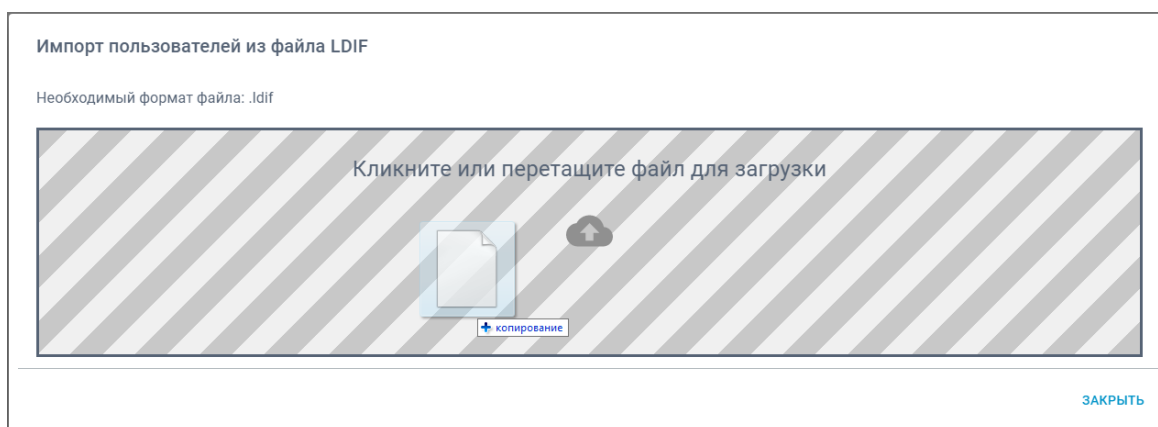 Импорт пользователей из файла LDIF
Необходимый формат файла: .ldif
Кликните или перетащите файл для загрузки
копирование
ЗАКРЫТЬ